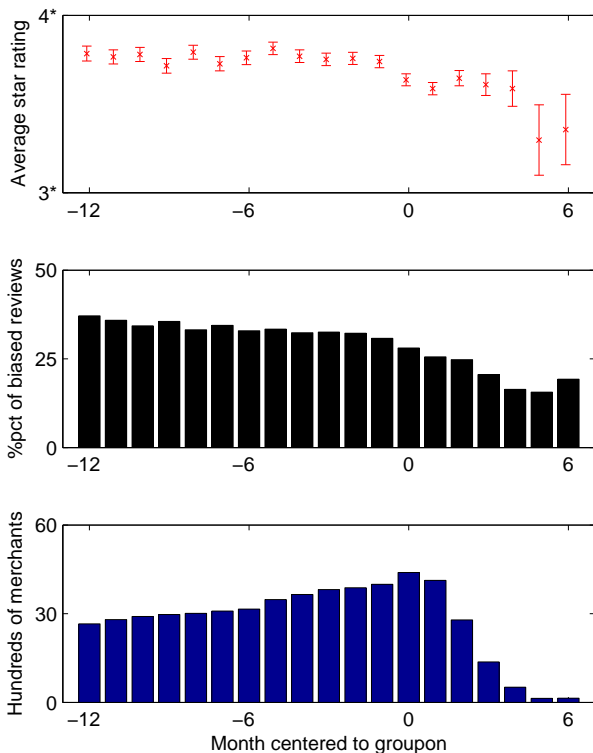 4*
Average star rating
3*
−12 −6 0 6
50
%pct of biased reviews
25
0
−12 −6 0 6
60
Hundreds of merchants
30
0
−12 −6 0 6
Month centered to groupon